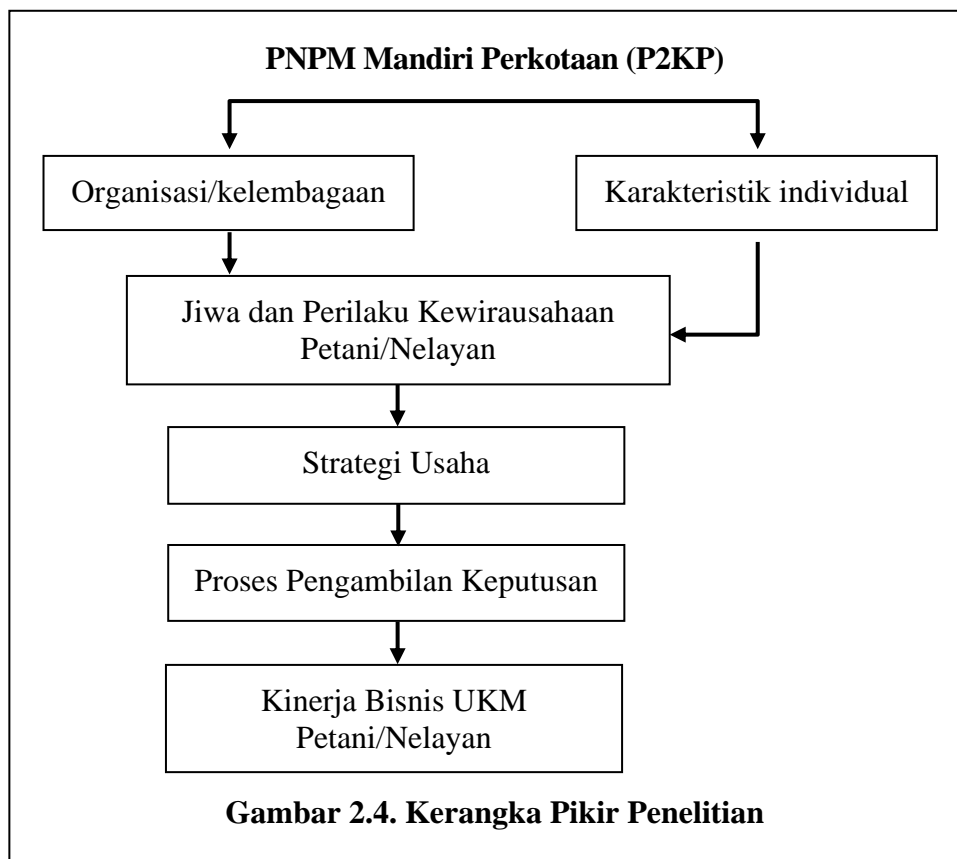 PNPM Mandiri Perkotaan (P2KP)
Organisasi/kelembagaan
Karakteristik individual
Jiwa dan Perilaku Kewirausahaan
Petani/Nelayan
Strategi Usaha
Proses Pengambilan Keputusan
Kinerja Bisnis UKM
Petani/Nelayan
Gambar 2.4. Kerangka Pikir Penelitian